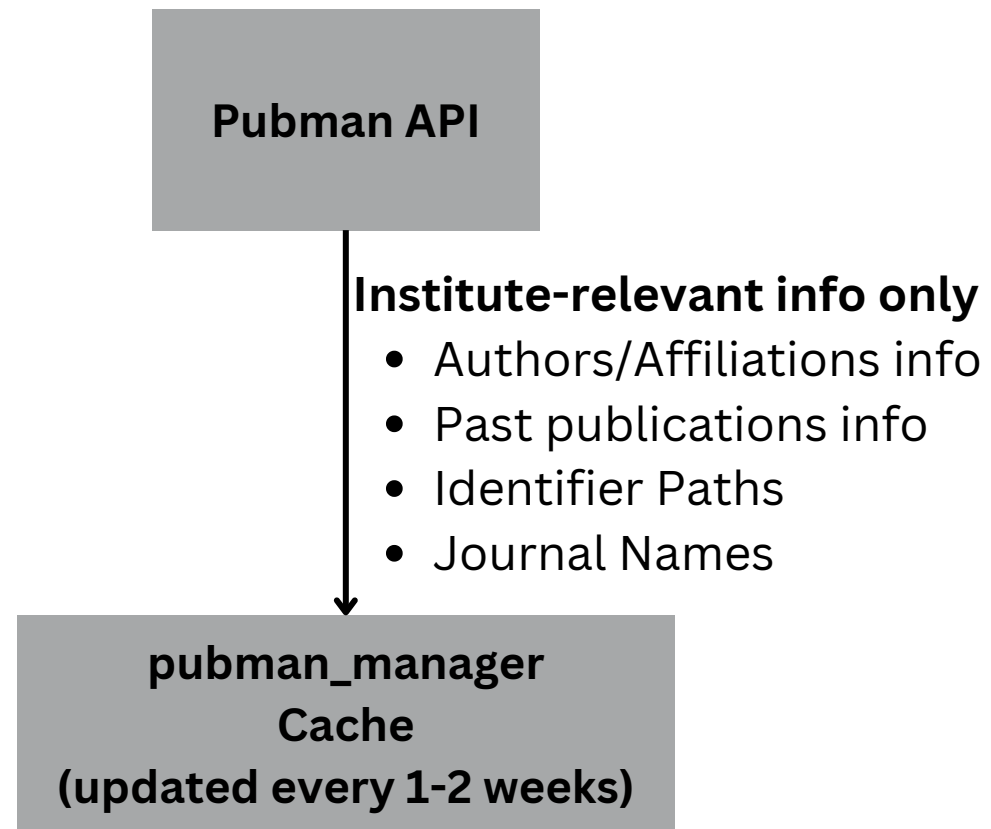 Pubman API
Institute-relevant info only
• Authors/Affiliations info
• Past publications info
• Identifier Paths
• Journal Names
pubman_manager
Cache
(updated every 1-2 weeks)